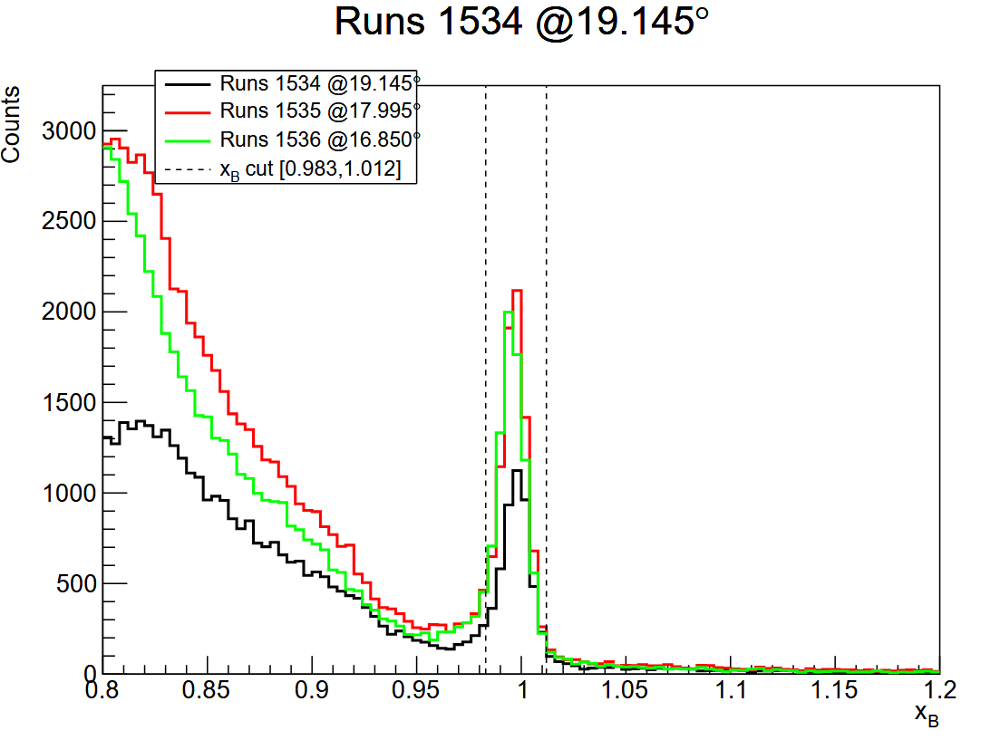 Runs 1534 @19.145°
Counts
Runs 1534 @19.145°
Runs 1535 @17.995°
Runs 1536 @16.850°
xB cut [0.983,1.012]
3000
2500
2000
1500
1000
500
0
0.8 0.85 0.9 0.95 1 1.05 1.1 1.15 1.2
xB